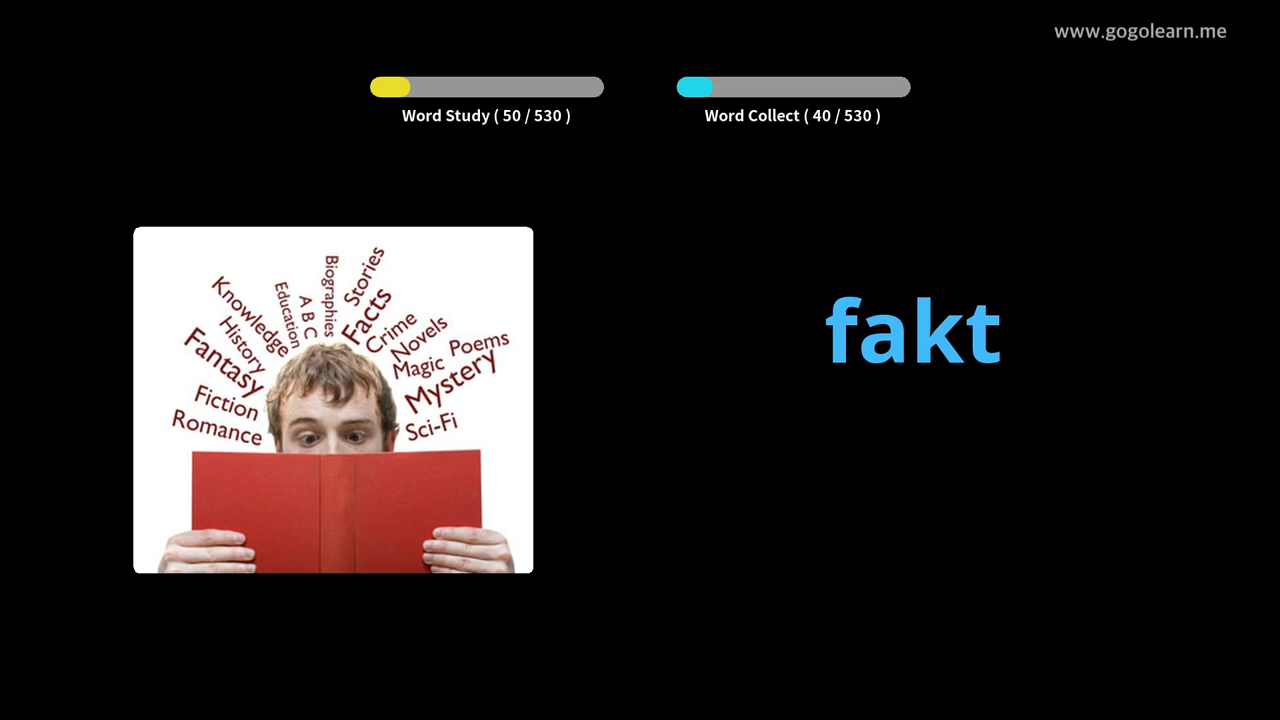 www.gogolearn.me
Word Study ( 50 / 530 )
Word Collect ( 40 / 530 )
fakt
Romance
Fiction
Fantasy
History
Knowledge
Education
A B C
Biographies
Stories
Facts
Crime
Novels
Magic
Poems
Mystery
Sci-Fi